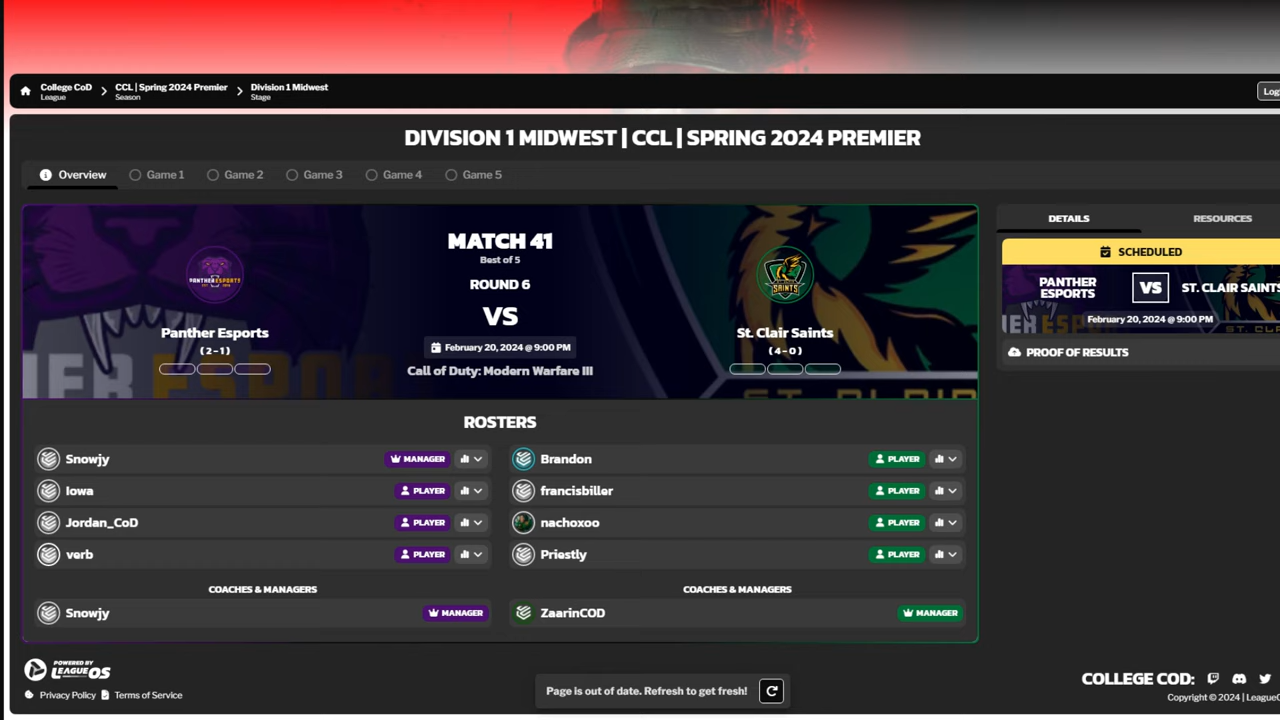 College CoD
League
CCL | Spring 2024 Premier
Season
Division 1 Midwest
Stage
DIVISION 1 MIDWEST | CCL | SPRING 2024 PREMIER
Overview
Game 1
Game 2
Game 3
Game 4
Game 5
PANTHER ESPORTS
Panther Esports
(2-1)
MATCH 41
Best of 5
ROUND 6
VS
February 20, 2024 @ 9:00 PM
Call of Duty: Modern Warfare III
SAINTS
St. Clair Saints
(4-0)
ROSTERS
Snowjy
MANAGER
Iowa
PLAYER
Jordan_CoD
PLAYER
verb
PLAYER
COACHES & MANAGERS
Snowjy
MANAGER
Brandon
PLAYER
francisbiller
PLAYER
nachoxoo
PLAYER
Priestly
PLAYER
COACHES & MANAGERS
ZaarinCOD
MANAGER
DETAILS
RESOURCES
SCHEDULED
PANTHER
ESPORTS
VS
ST. CLAIR SAINTS
February 20, 2024 @ 9:00 PM
PROOF OF RESULTS
POWERED BY
LEAGUEOS
Privacy Policy
Terms of Service
Page is out of date. Refresh to get fresh!
COLLEGE COD:
Copyright © 2024 |